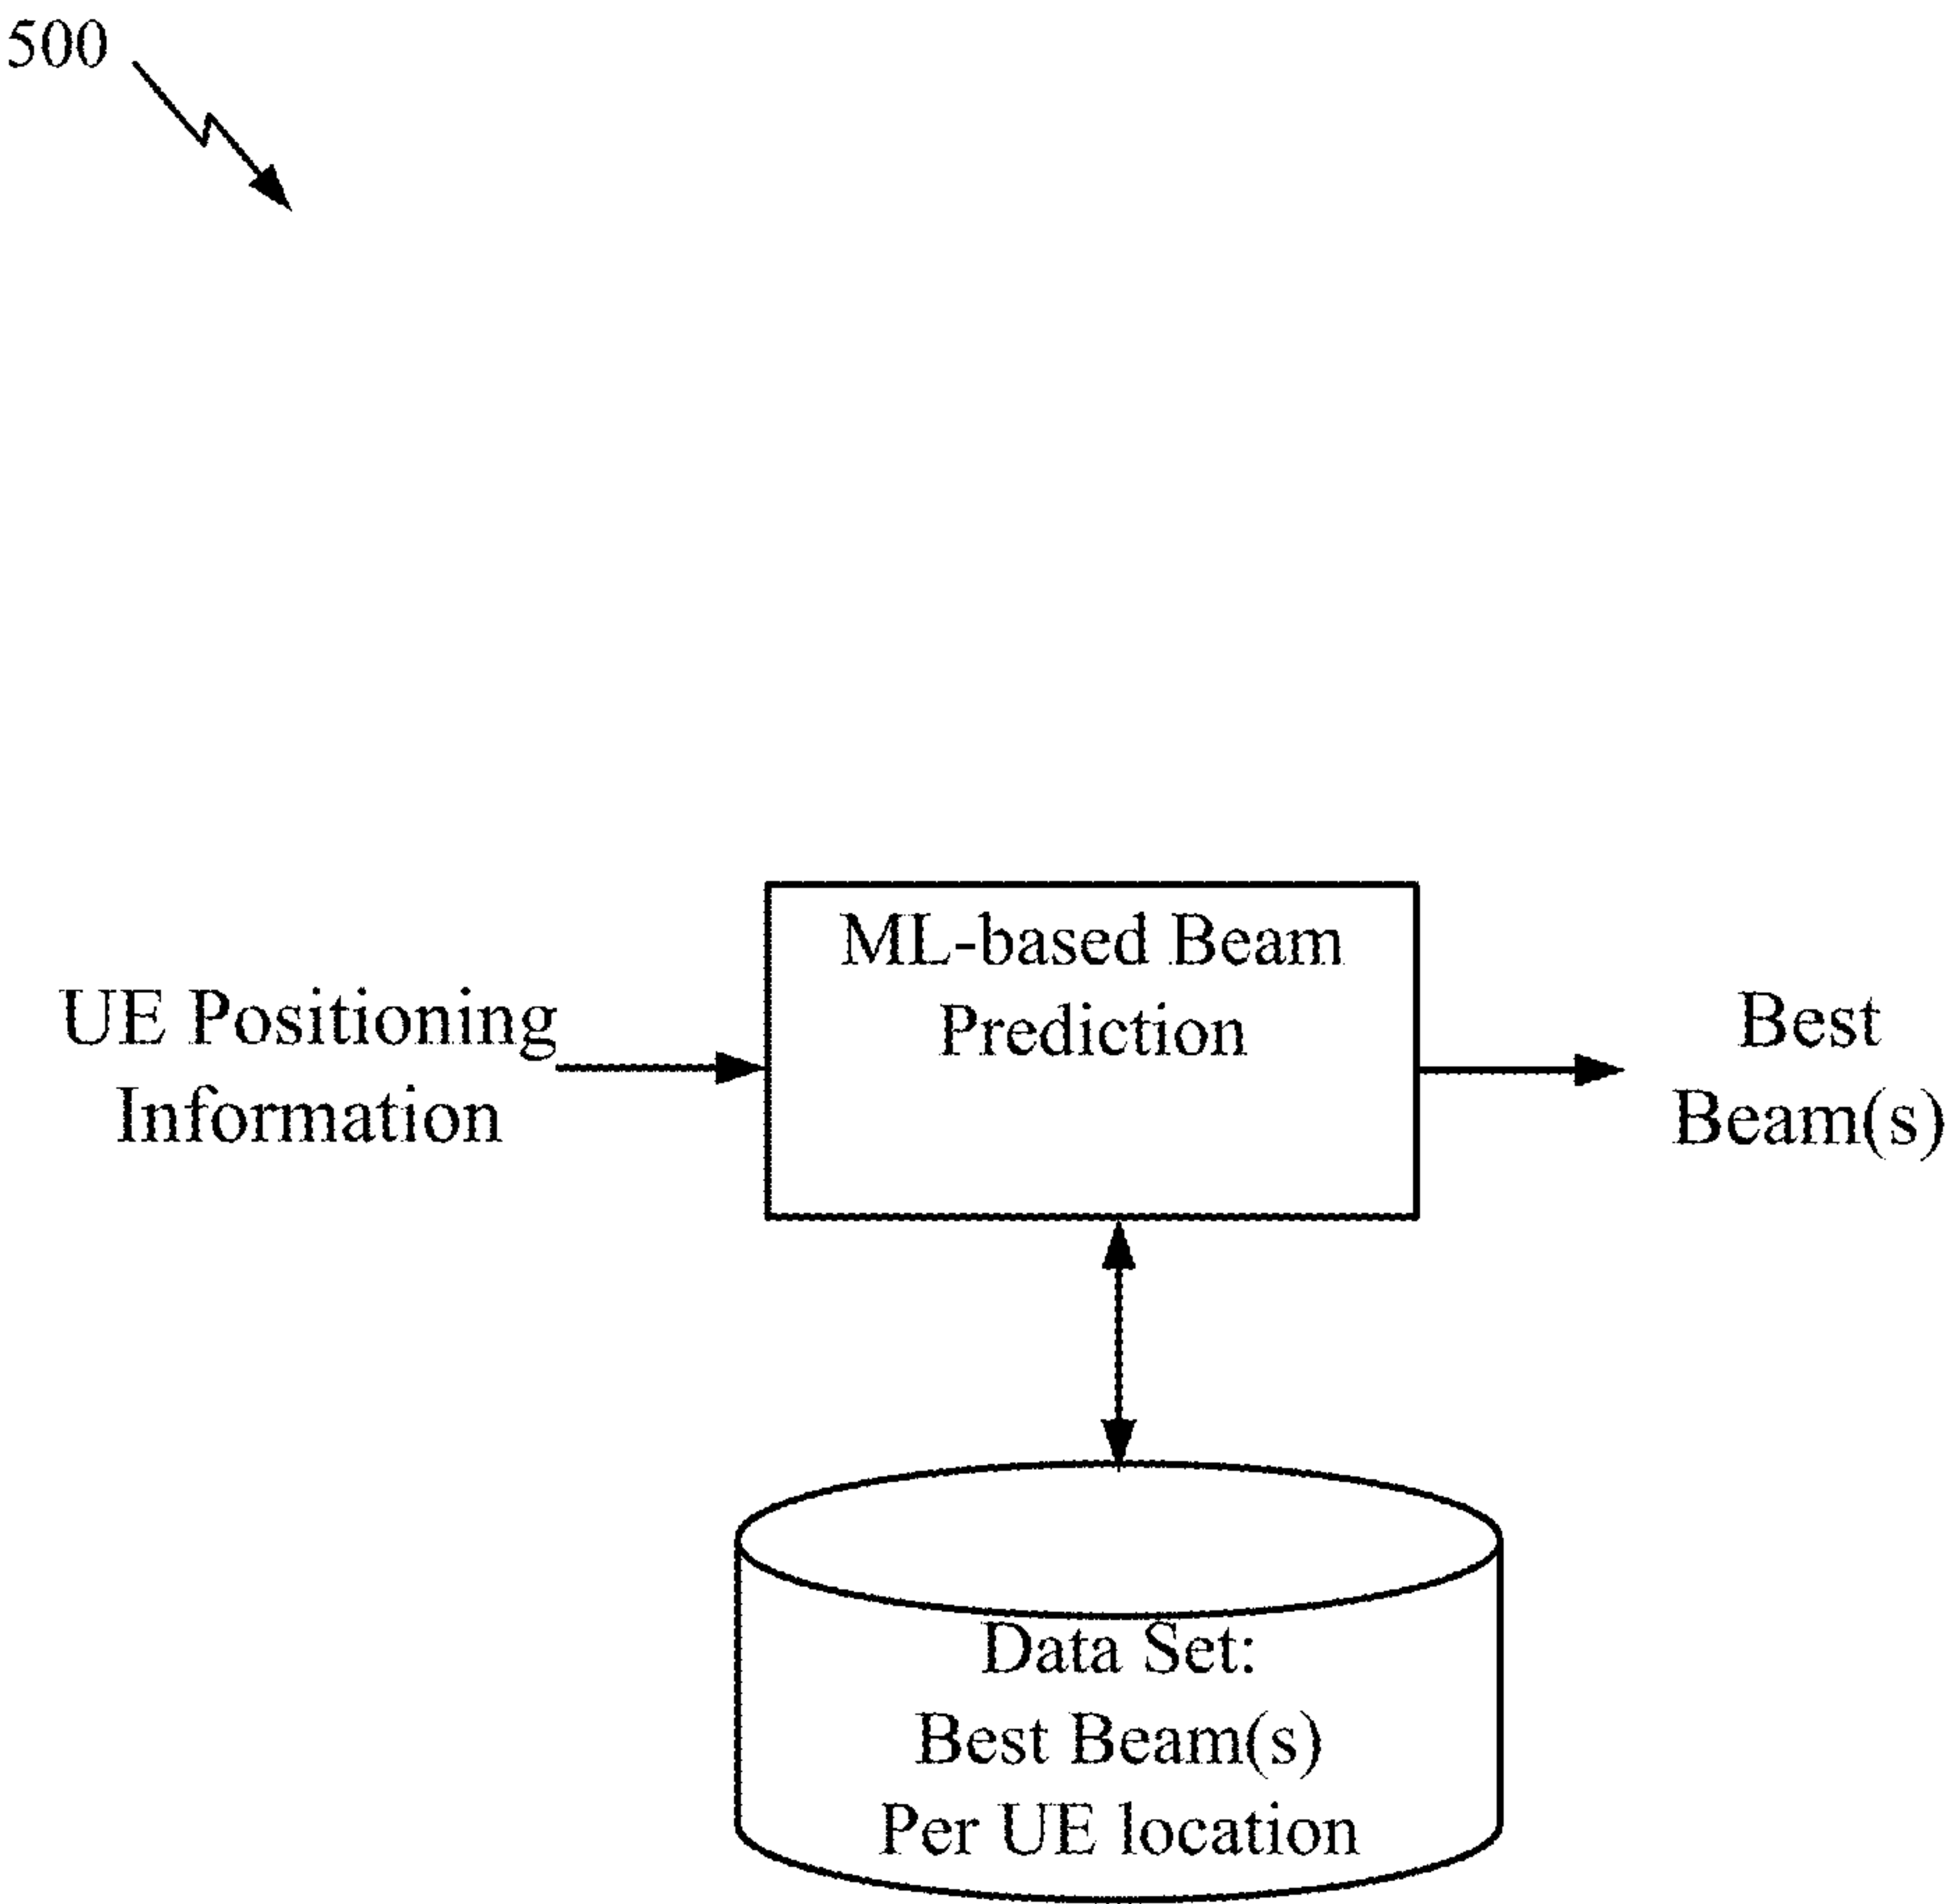 500
UE Positioning
Information
ML-based Beam
Prediction
Best
Beam(s)
Data Set:
Best Beam(s)
Per UE location